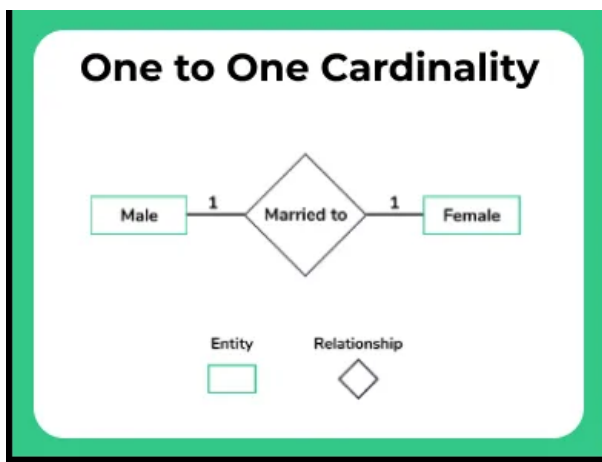 One to One Cardinality
Male 1 Married to 1 Female
Entity Relationship